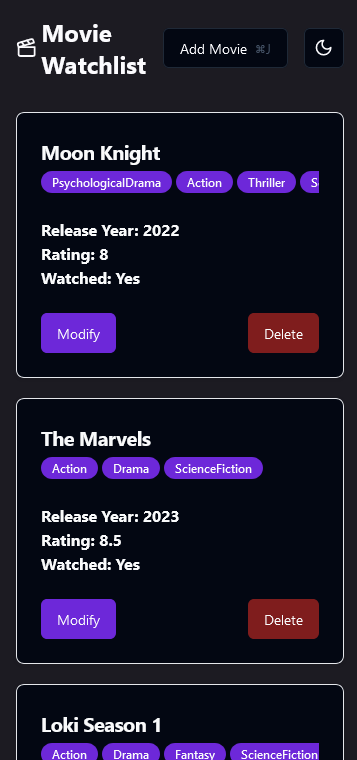 Movie
Watchlist
Add Movie ⌘J
Moon Knight
PsychologicalDrama Action Thriller S
Release Year: 2022
Rating: 8
Watched: Yes
Modify Delete
The Marvels
Action Drama ScienceFiction
Release Year: 2023
Rating: 8.5
Watched: Yes
Modify Delete
Loki Season 1
Action Drama Fantasy ScienceFiction